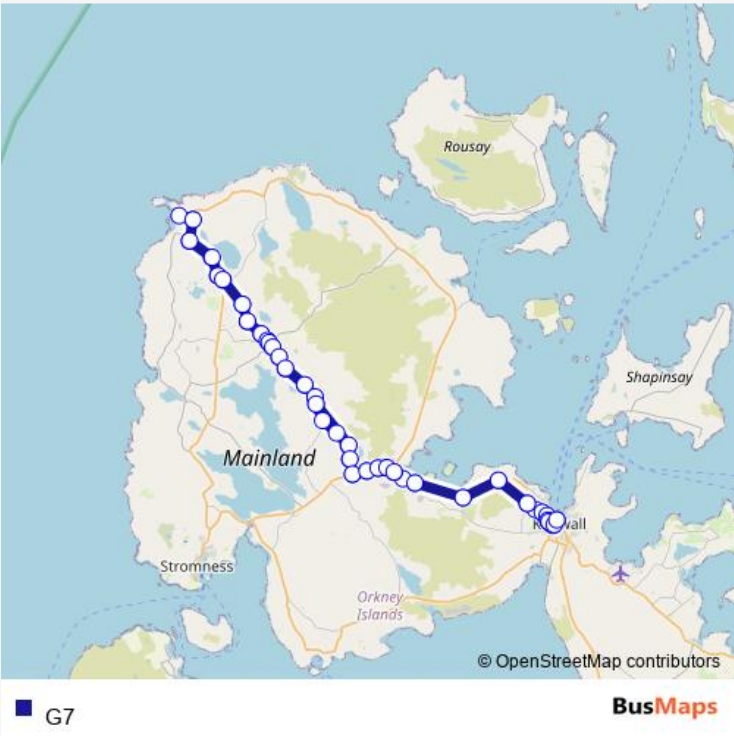 Rousay
Shapinsay
Mainland
Stromness
Orkney
Islands
© OpenStreetMap contributors
G7
BusMaps